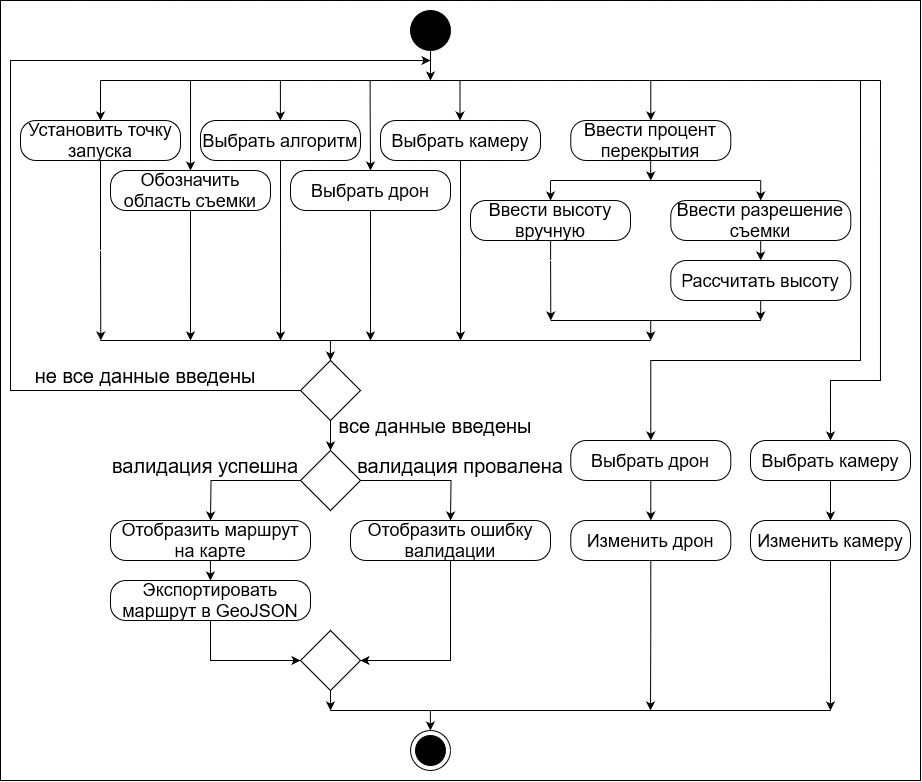 Установить точку
запуска
Выбрать алгоритм
Выбрать камеру
Ввести процент
перекрытия
Обозначить
область съемки
Выбрать дрон
Ввести высоту
вручную
Ввести разрешение
съемки
Рассчитать высоту
не все данные введены
все данные введены
валидация успешна
валидация провалена
Выбрать дрон
Выбрать камеру
Отобразить маршрут
на карте
Отобразить ошибку
валидации
Изменить дрон
Изменить камеру
Экспортировать
маршрут в GeoJSON